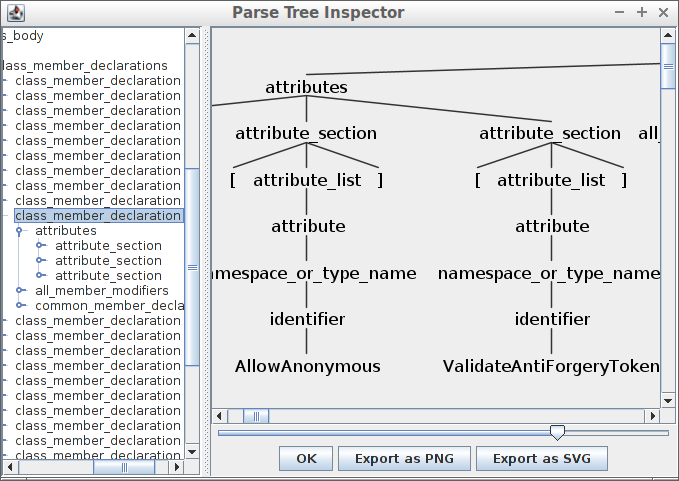 Parse Tree Inspector
s_body
lass_member_declarations
class_member_declaration
class_member_declaration
class_member_declaration
class_member_declaration
class_member_declaration
class_member_declaration
class_member_declaration
class_member_declaration
class_member_declaration
class_member_declaration
attributes
attribute_section
attribute_section
attribute_section
all_member_modifiers
common_member_decla
class_member_declaration
class_member_declaration
class_member_declaration
class_member_declaration
class_member_declaration
class_member_declaration
class_member_declaration
class_member_declaration
class_member_declaration
class_member_declaration
attributes
attribute_section attribute_section all_
[ attribute_list ] [ attribute_list ]
attribute attribute
amespace_or_type_name namespace_or_type_name
identifier identifier
AllowAnonymous ValidateAntiForgeryToken
OK Export as PNG Export as SVG